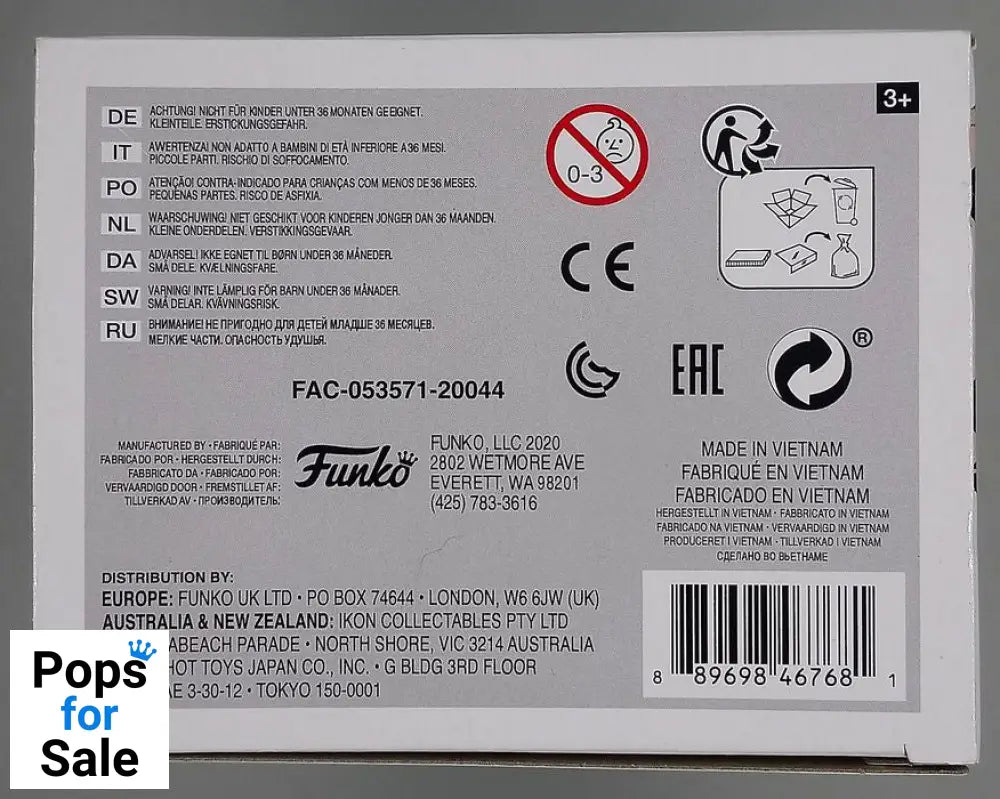 3+
DE ACHTUNG! NICHT FÜR KINDER UNTER 36 MONATEN GEEIGNET.
KLEINTEILE. ERSTICKUNGSGEFAHR.
IT AVVERTENZA! NON ADATTO A BAMBINI DI ETÀ INFERIORE A 36 MESI.
PICCOLE PARTI. RISCHIO DI SOFFOCAMENTO.
PO ATENÇÃO! CONTRA-INDICADO PARA CRIANÇAS COM MENOS DE 36 MESES.
PEQUENAS PARTES. RISCO DE ASFIXIA.
NL WAARSCHUWING! NIET GESCHIKT VOOR KINDEREN JONGER DAN 36 MAANDEN.
KLEINE ONDERDELEN. VERSTIKKINGSGEVAAR.
DA ADVARSEL! IKKE EGNET TIL BØRN UNDER 36 MÅNEDER.
SMÅ DELE. KVÆLNINGSFARE.
SW VARNING! INTE LÄMPLIG FÖR BARN UNDER 36 MÅNADER.
SMÅ DELAR. KVÄVNINGSRISK.
RU ВНИМАНИЕ! НЕ ПРИГОДНО ДЛЯ ДЕТЕЙ МЛАДШЕ 36 МЕСЯЦЕВ.
МЕЛКИЕ ЧАСТИ. ОПАСНОСТЬ УДУШЬЯ.
0-3
CE
EAC
®
FAC-053571-20044
MANUFACTURED BY • FABRIQUÉ PAR:
FABRICADO POR • HERGESTELLT DURCH:
FABBRICATO DA • FABRICADO POR:
VERVAARDIGD DOOR • FREMSTILLET AF:
TILLVERKAD AV • ПРОИЗВОДИТЕЛЬ:
Funko
FUNKO, LLC 2020
2802 WETMORE AVE
EVERETT, WA 98201
(425) 783-3616
MADE IN VIETNAM
FABRIQUÉ EN VIETNAM
FABRICADO EN VIETNAM
HERGESTELLT IN VIETNAM • FABBRICATO IN VIETNAM
FABRICADO NA VIETNAM • VERVAARDIGD IN VIETNAM
PRODUCERET I VIETNAM • TILLVERKAD I VIETNAM
СДЕЛАНО ВО ВЬЕТНАМЕ
DISTRIBUTION BY:
EUROPE: FUNKO UK LTD • PO BOX 74644 • LONDON, W6 6JW (UK)
AUSTRALIA & NEW ZEALAND: IKON COLLECTABLES PTY LTD
PARADE • NORTH SHORE, VIC 3214 AUSTRALIA
HOT TOYS JAPAN CO., INC. • G BLDG 3RD FLOOR
3-30-12 • TOKYO 150-0001
8 89698 46768 1
Pops
for
Sale